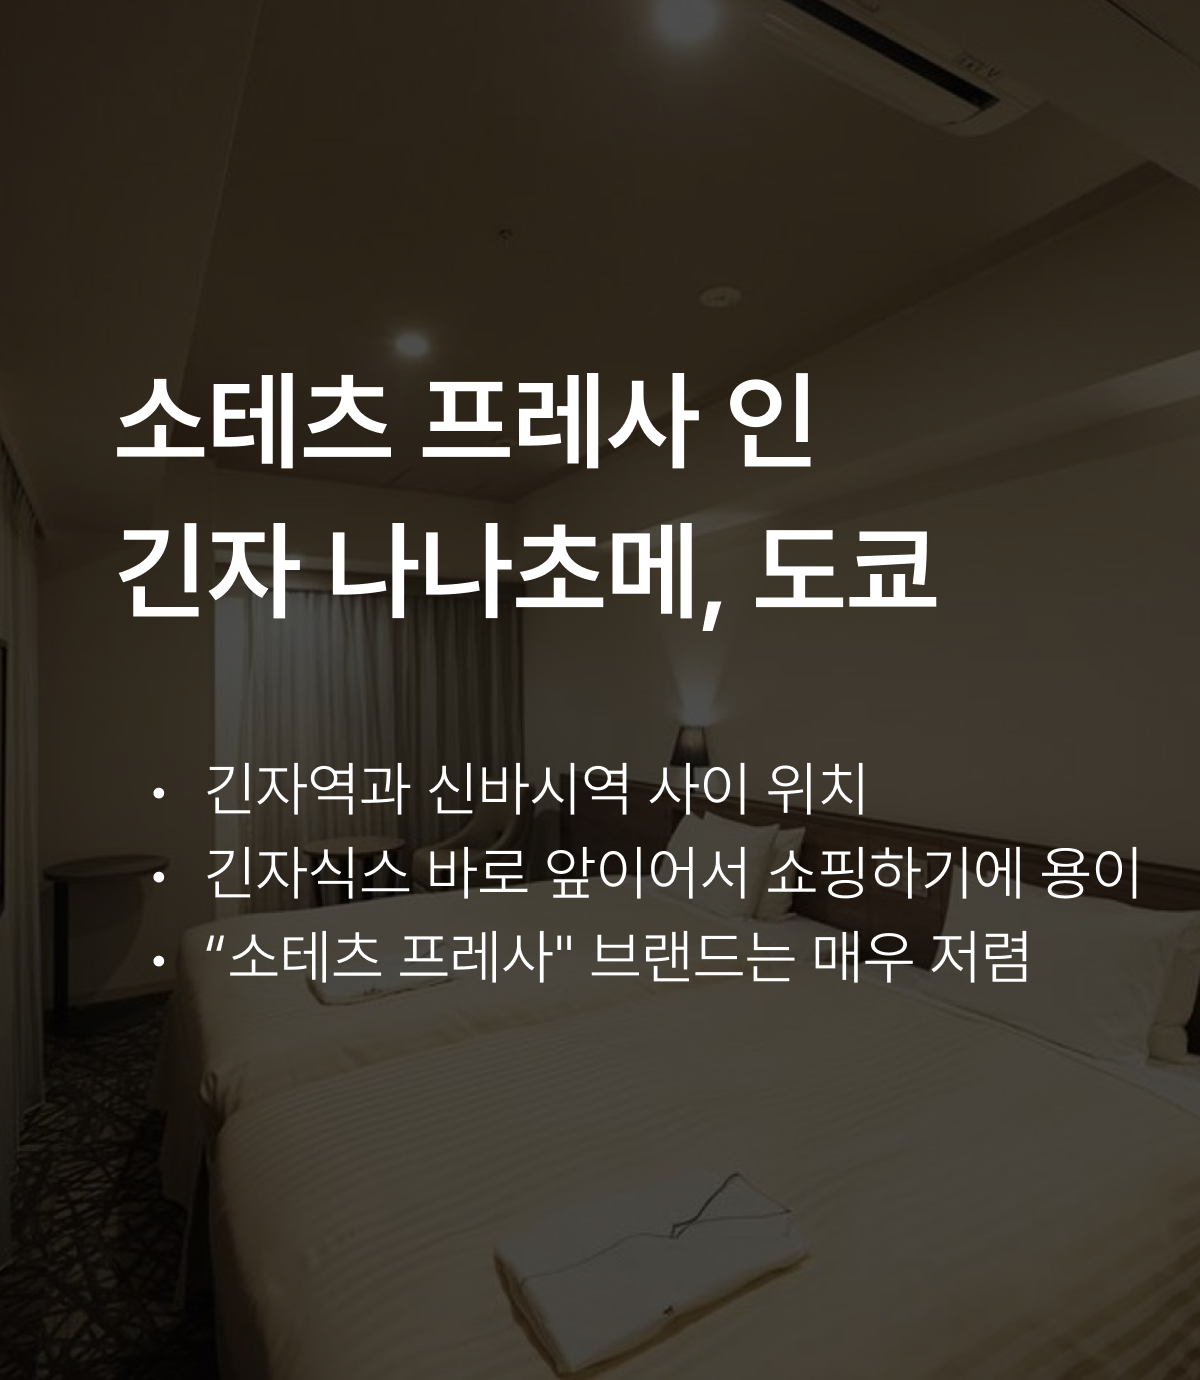 소테츠 프레사 인
긴자 나나초메, 도쿄
• 긴자역과 신바시역 사이 위치
• 긴자식스 바로 앞이어서 쇼핑하기에 용이
• “소테츠 프레사" 브랜드는 매우 저렴